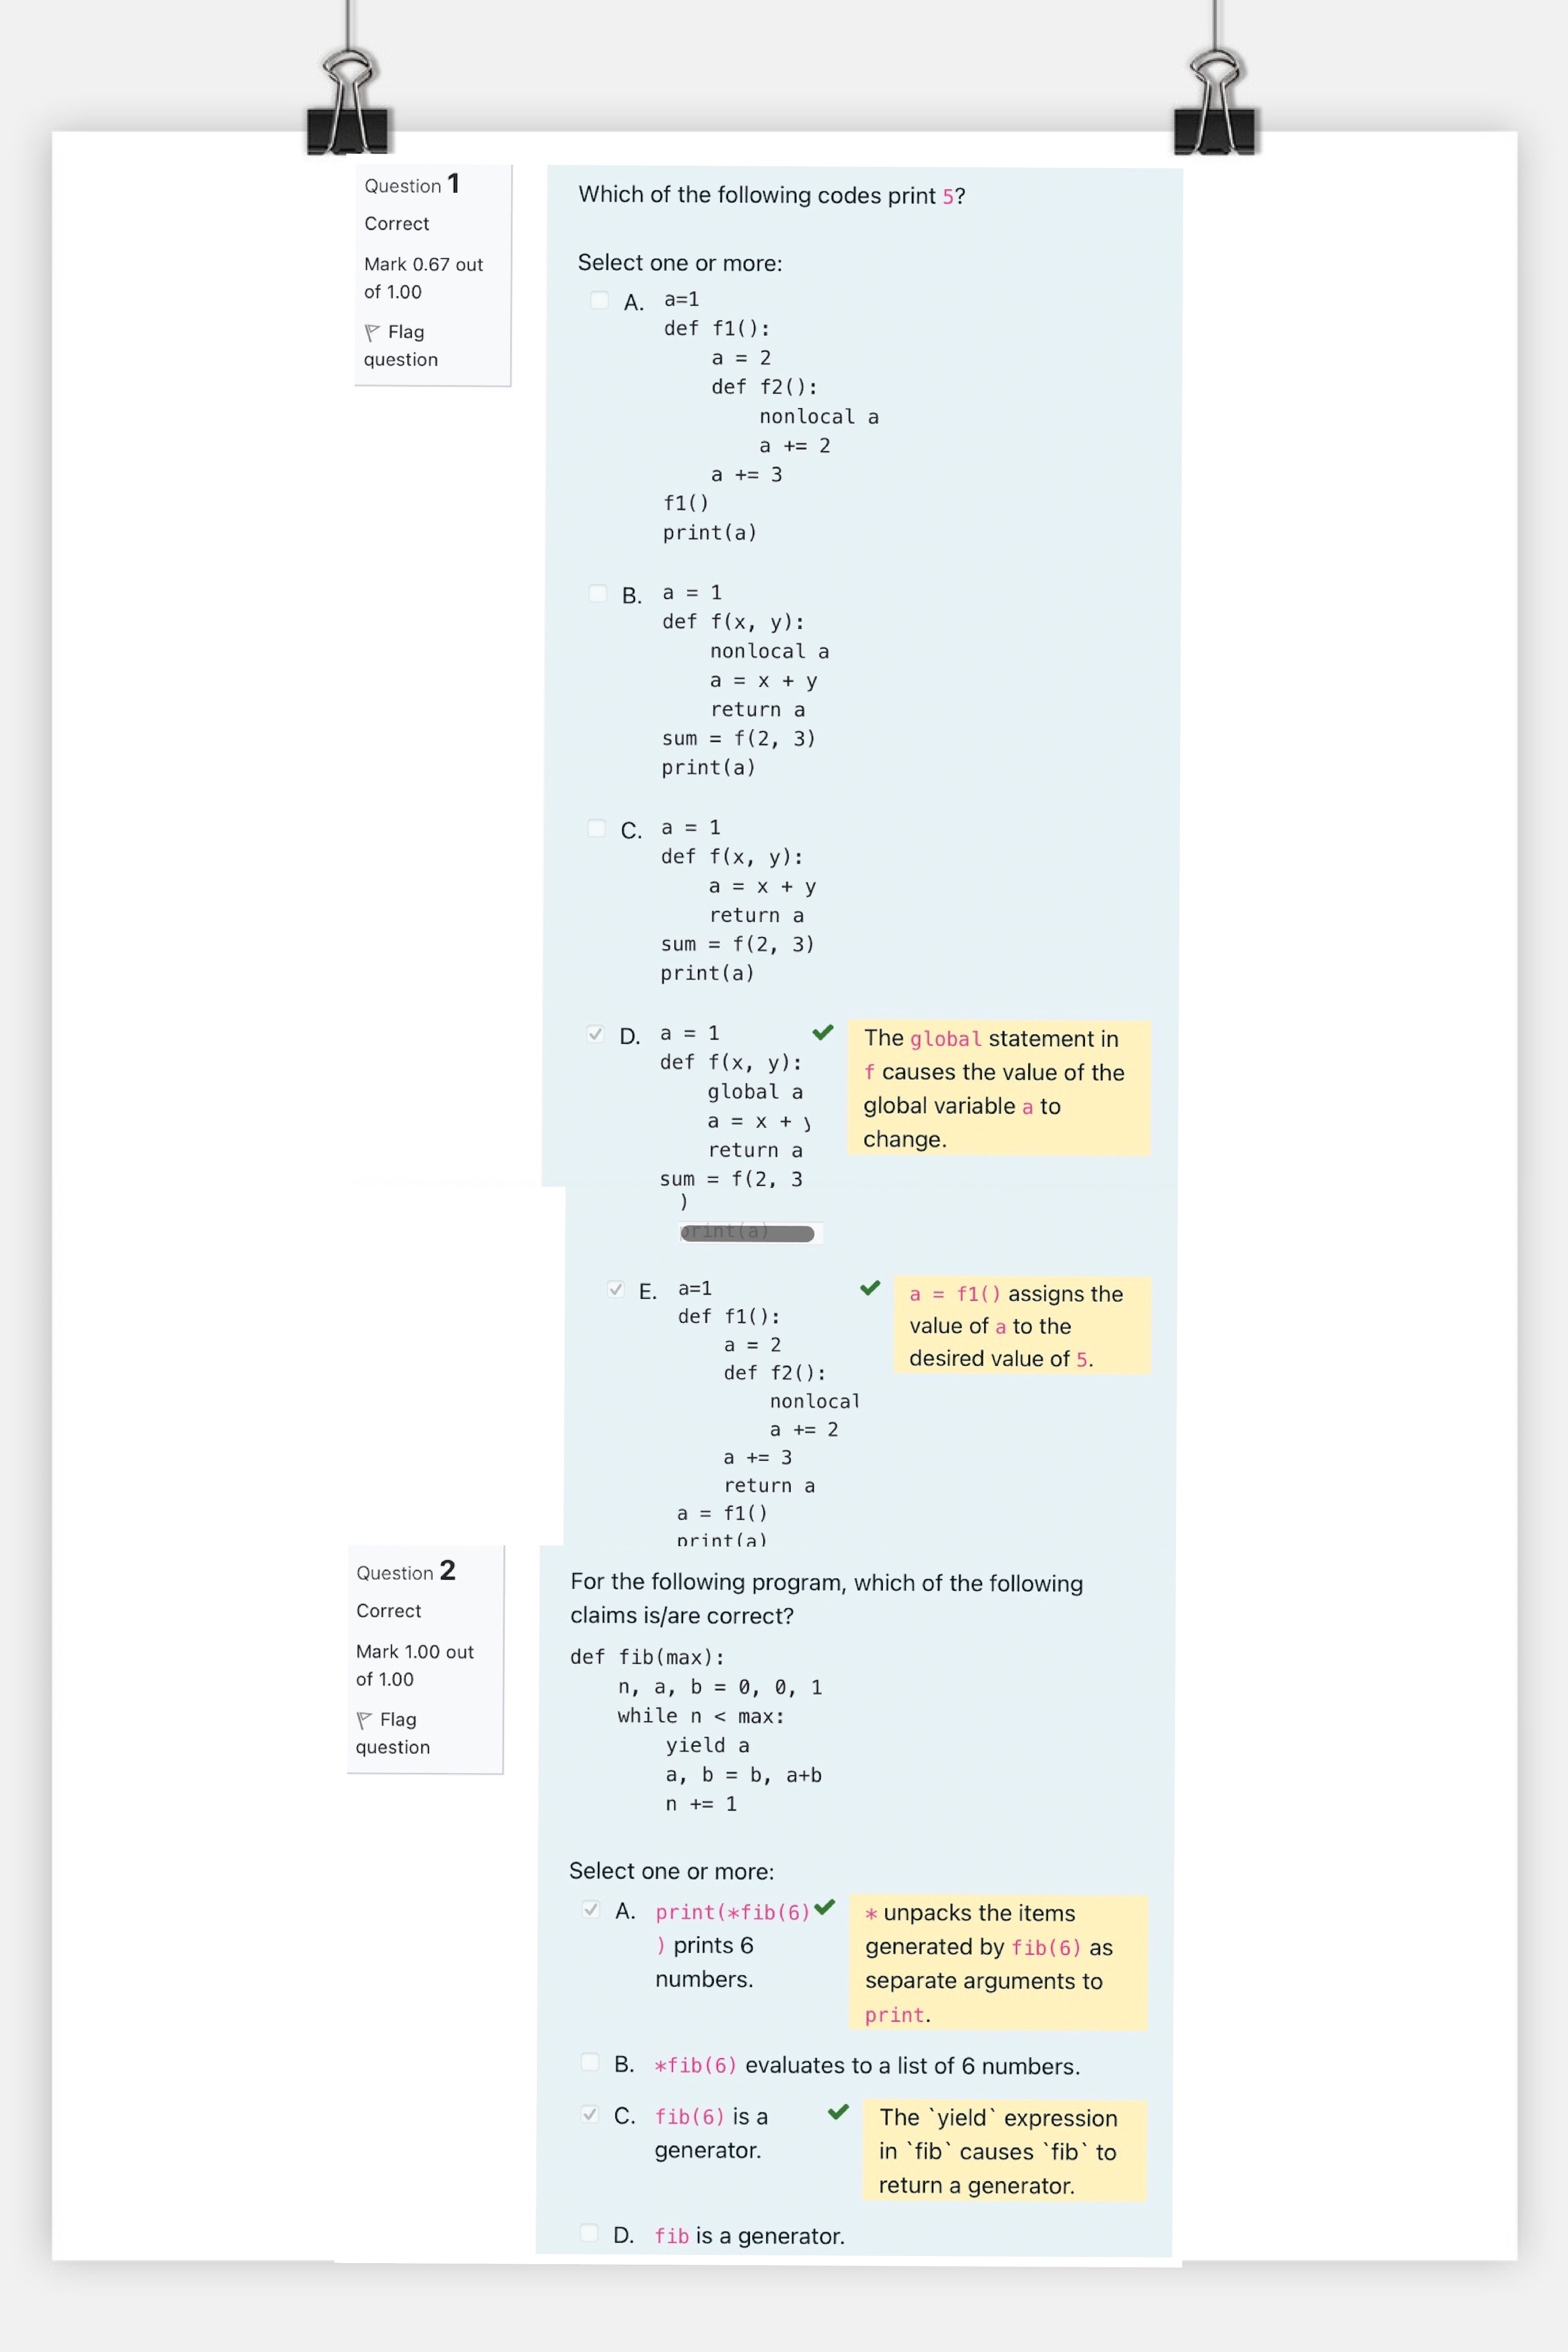 Question 1
Correct
Mark 0.67 out
of 1.00
Flag
question
Which of the following codes print 5?
Select one or more:
A. a=1
def f1():
    a = 2
    def f2():
        nonlocal a
        a += 2
    a += 3
f1()
print(a)
B. a = 1
def f(x, y):
    nonlocal a
    a = x + y
    return a
sum = f(2, 3)
print(a)
C. a = 1
def f(x, y):
    a = x + y
    return a
sum = f(2, 3)
print(a)
D. a = 1
def f(x, y):
    global a
    a = x + y
    return a
sum = f(2, 3
)
print(a)
The global statement in
f causes the value of the
global variable a to
change.
E. a=1
def f1():
    a = 2
    def f2():
        nonlocal
        a += 2
    a += 3
    return a
a = f1()
print(a)
a = f1() assigns the
value of a to the
desired value of 5.
Question 2
Correct
Mark 1.00 out
of 1.00
Flag
question
For the following program, which of the following
claims is/are correct?
def fib(max):
    n, a, b = 0, 0, 1
    while n < max:
        yield a
        a, b = b, a+b
        n += 1
Select one or more:
A. print(*fib(6)
) prints 6
numbers.
* unpacks the items
generated by fib(6) as
separate arguments to
print.
B. *fib(6) evaluates to a list of 6 numbers.
C. fib(6) is a
generator.
The `yield` expression
in `fib` causes `fib` to
return a generator.
D. fib is a generator.